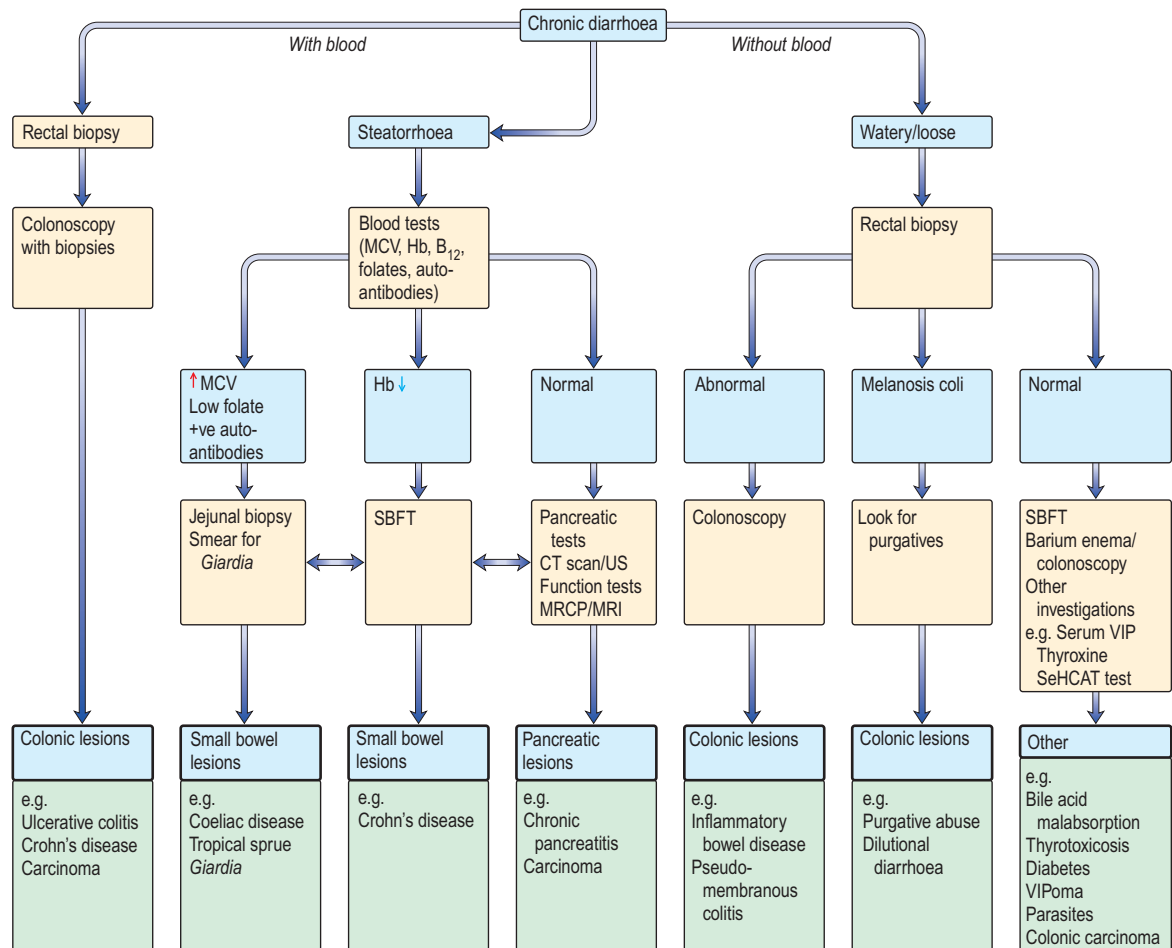 Chronic diarrhoea
With blood
Without blood
Rectal biopsy
Steatorrhoea
Watery/loose
Colonoscopy
with biopsies
Blood tests
(MCV, Hb, B12,
folates, auto-
antibodies)
Rectal biopsy
↑MCV
Low folate
+ve auto-
antibodies
Hb↓
Normal
Abnormal
Melanosis coli
Normal
Jejunal biopsy
Smear for
Giardia
SBFT
Pancreatic
tests
CT scan/US
Function tests
MRCP/MRI
Colonoscopy
Look for
purgatives
SBFT
Barium enema/
colonoscopy
Other
investigations
e.g. Serum VIP
Thyroxine
SeHCAT test
Colonic lesions
e.g.
Ulcerative colitis
Crohn's disease
Carcinoma
Small bowel
lesions
e.g.
Coeliac disease
Tropical sprue
Giardia
Small bowel
lesions
e.g.
Crohn's disease
Pancreatic
lesions
e.g.
Chronic
pancreatitis
Carcinoma
Colonic lesions
e.g.
Inflammatory
bowel disease
Pseudo-
membranous
colitis
Colonic lesions
e.g.
Purgative abuse
Dilutional
diarrhoea
Other
e.g.
Bile acid
malabsorption
Thyrotoxicosis
Diabetes
VIPoma
Parasites
Colonic carcinoma